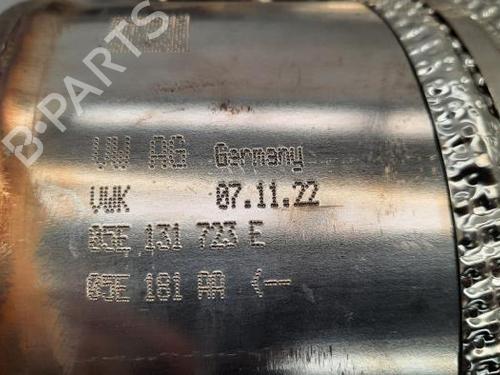 B-PARTS
VW AG Germany
VWK 07.11.22
05E 131 723 E
05E 181 AA <--